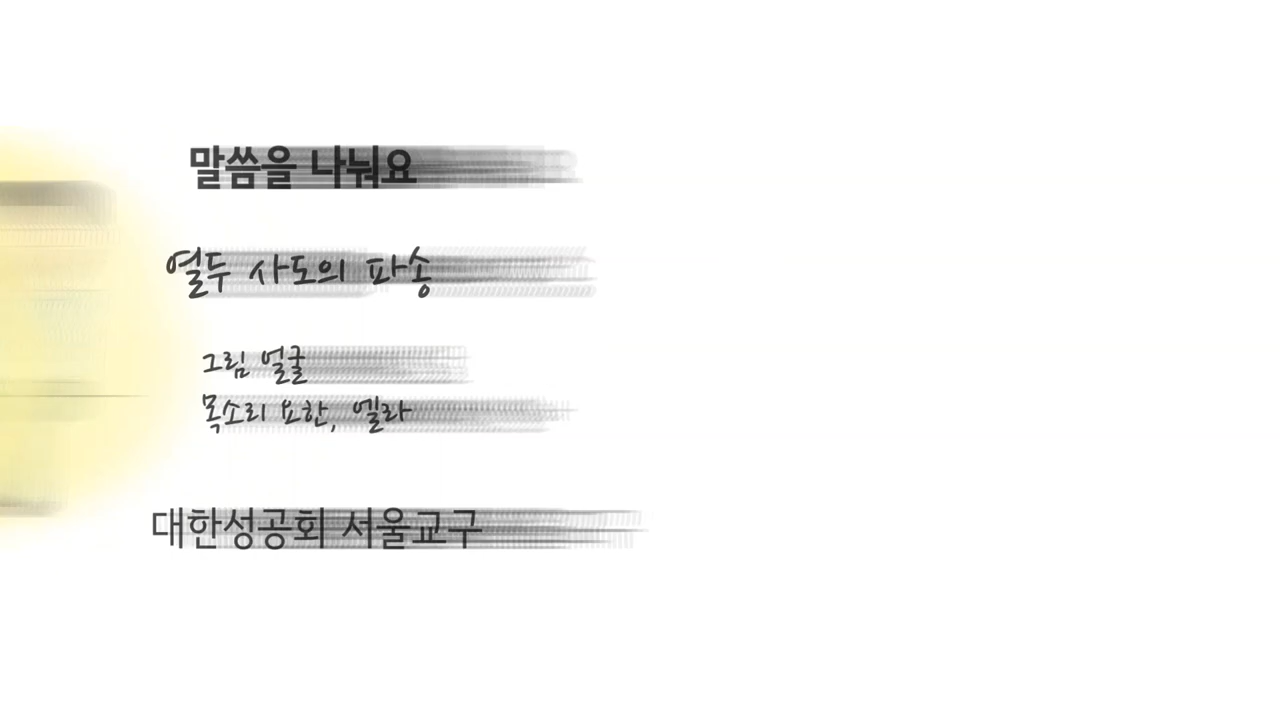 말씀을 나눠요
열두 사도의 파송
그림 얼굴
목소리 요한, 엘라
대한성공회 서울교구